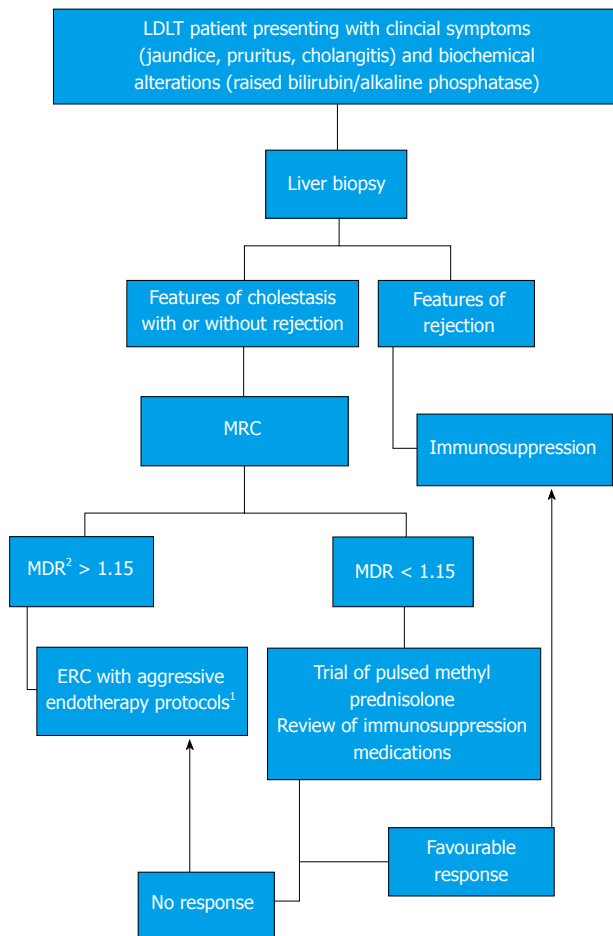 LDLT patient presenting with clincial symptoms
(jaundice, pruritus, cholangitis) and biochemical
alterations (raised bilirubin/alkaline phosphatase)
Liver biopsy
Features of cholestasis
with or without rejection
Features of
rejection
MRC
Immunosuppression
MDR² > 1.15
MDR < 1.15
ERC with aggressive
endotherapy protocols¹
Trial of pulsed methyl
prednisolone
Review of immunosuppression
medications
Favourable
response
No response